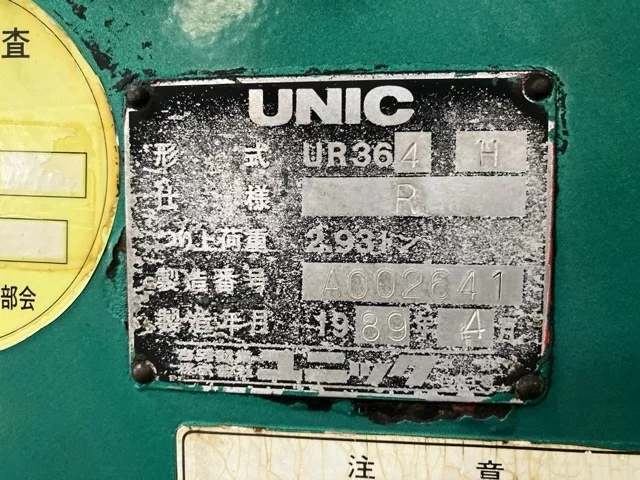 査
部会
UNIC
形式 UR364 H
仕様 R
つり上荷重 2.93トン
製造番号 A002641
製造年月 1989年4月
ユニック
注意